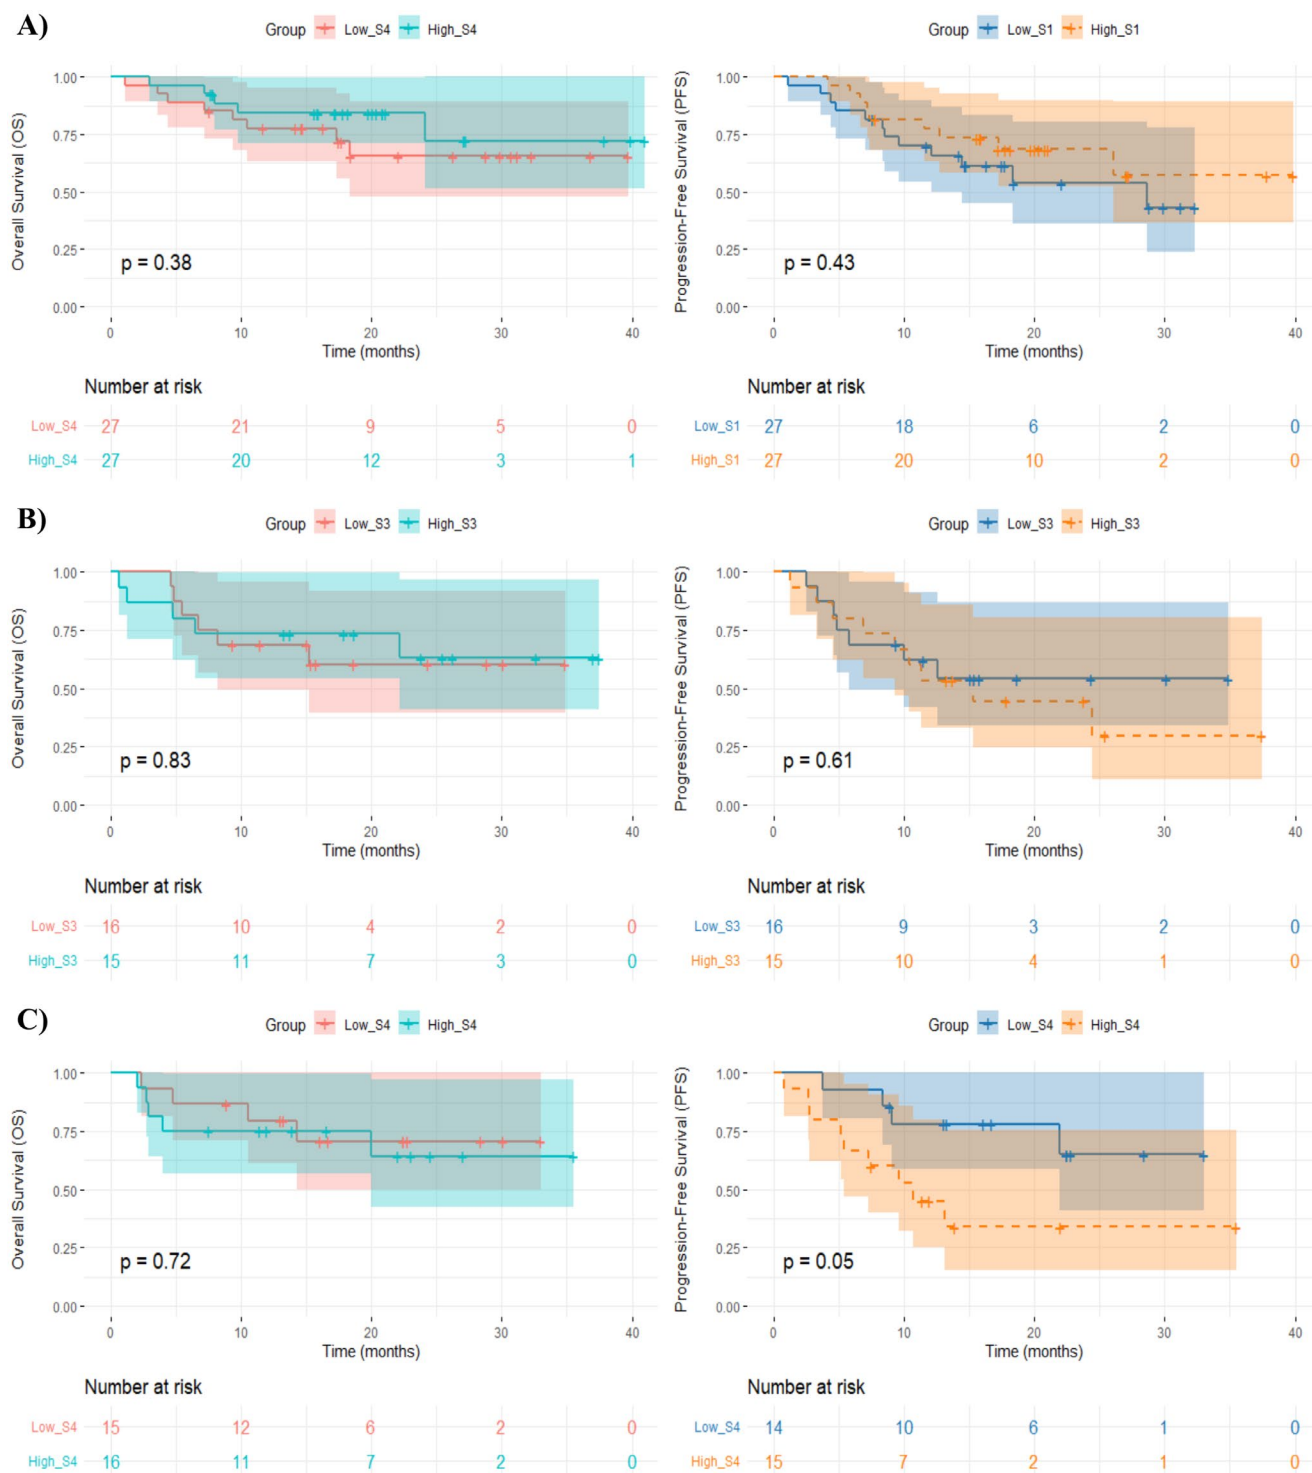 A)
Group Low_S4 High_S4
Overall Survival (OS)
1.00
0.75
0.50
0.25
0.00
p = 0.38
0 10 20 30 40
Time (months)
Number at risk
Low_S4 27 21 9 5 0
High_S4 27 20 12 3 1
Group Low_S1 High_S1
Progression-Free Survival (PFS)
1.00
0.75
0.50
0.25
0.00
p = 0.43
0 10 20 30 40
Time (months)
Number at risk
Low_S1 27 18 6 2 0
High_S1 27 20 10 2 0
B)
Group Low_S3 High_S3
Overall Survival (OS)
1.00
0.75
0.50
0.25
0.00
p = 0.83
0 10 20 30 40
Time (months)
Number at risk
Low_S3 16 10 4 2 0
High_S3 15 11 7 3 0
Group Low_S3 High_S3
Progression-Free Survival (PFS)
1.00
0.75
0.50
0.25
0.00
p = 0.61
0 10 20 30 40
Time (months)
Number at risk
Low_S3 16 9 3 2 0
High_S3 15 10 4 1 0
C)
Group Low_S4 High_S4
Overall Survival (OS)
1.00
0.75
0.50
0.25
0.00
p = 0.72
0 10 20 30 40
Time (months)
Number at risk
Low_S4 15 12 6 2 0
High_S4 16 11 7 2 0
Group Low_S4 High_S4
Progression-Free Survival (PFS)
1.00
0.75
0.50
0.25
0.00
p = 0.05
0 10 20 30 40
Time (months)
Number at risk
Low_S4 14 10 6 1 0
High_S4 15 7 2 1 0